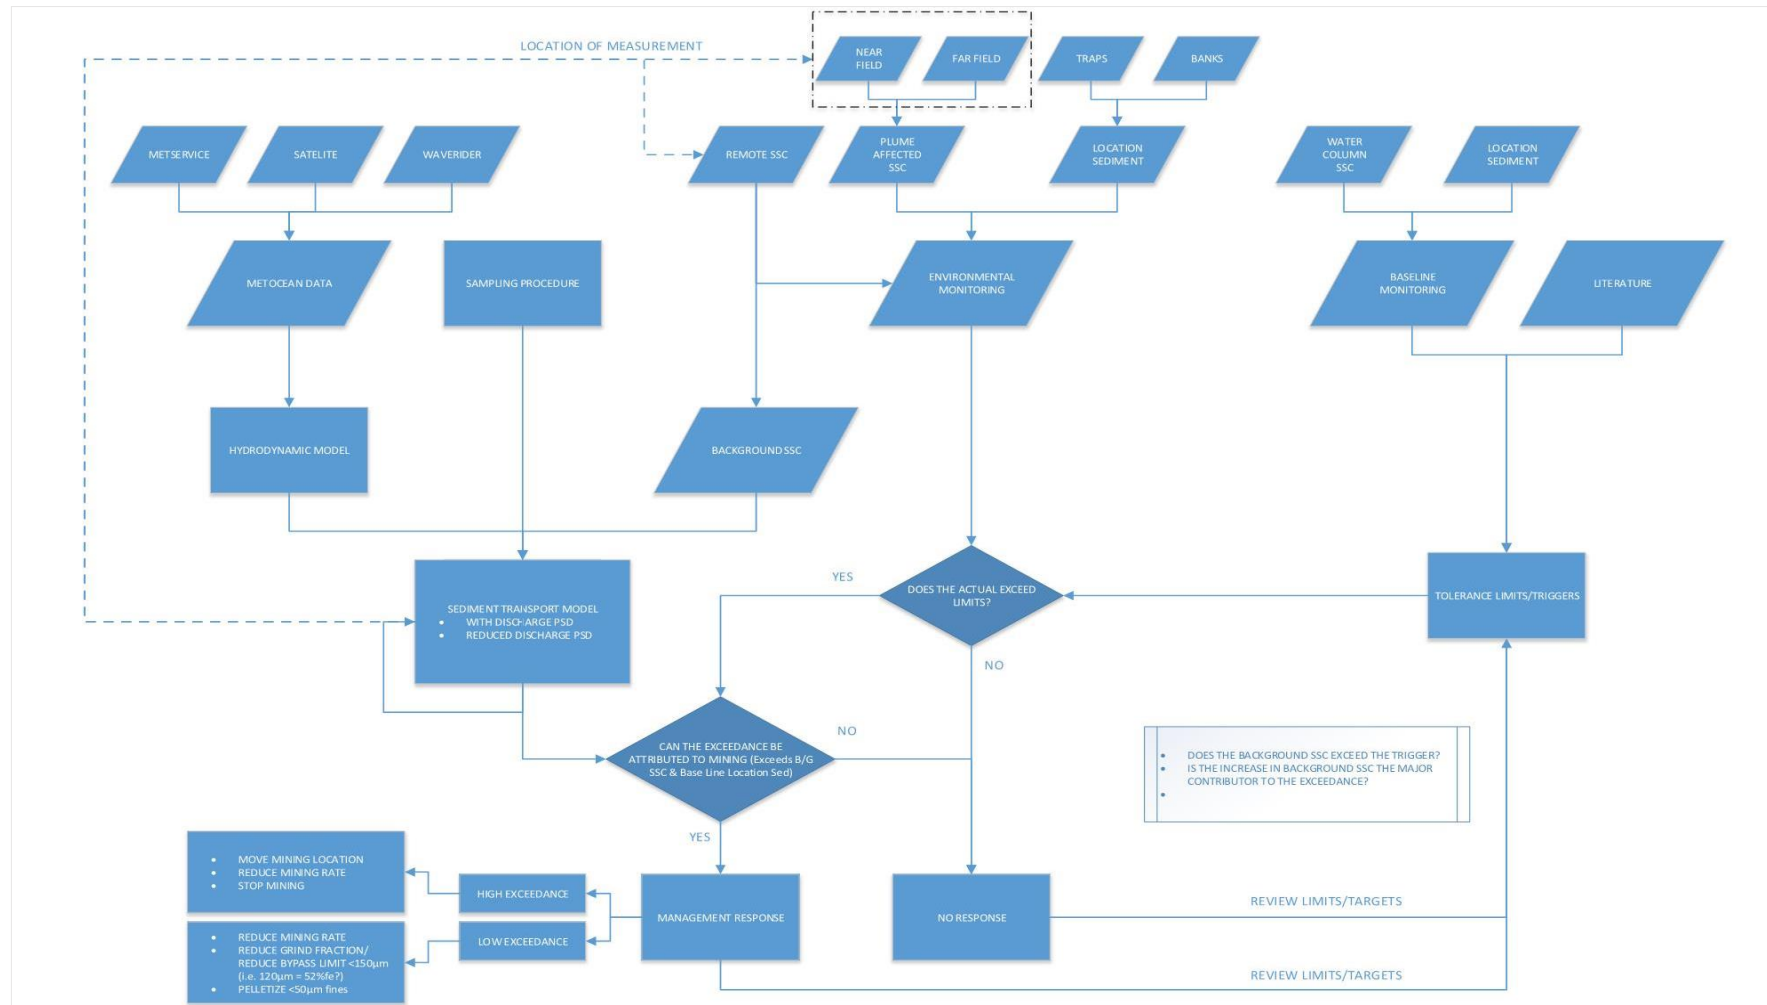 LOCATION OF MEASUREMENT
NEAR
FIELD
FAR FIELD
TRAPS
BANKS
METSERVICE
SATELITE
WAVERIDER
REMOTE SSC
PLUME
AFFECTED
SSC
LOCATION
SEDIMENT
WATER
COLUMN
SSC
LOCATION
SEDIMENT
METOCEAN DATA
SAMPLING PROCEDURE
ENVIRONMENTAL
MONITORING
BASELINE
MONITORING
LITERATURE
HYDRODYNAMIC MODEL
BACKGROUND SSC
SEDIMENT TRANSPORT MODEL
• WITH DISCHARGE PSD
• REDUCED DISCHARGE PSD
YES
DOES THE ACTUAL EXCEED
LIMITS?
TOLERANCE LIMITS/TRIGGERS
NO
CAN THE EXCEEDANCE BE
ATTRIBUTED TO MINING (Exceeds B/G
SSC & Base Line Location Sed)
NO
• DOES THE BACKGROUND SSC EXCEED THE TRIGGER?
• IS THE INCREASE IN BACKGROUND SSC THE MAJOR
CONTRIBUTOR TO THE EXCEEDANCE?
•
YES
• MOVE MINING LOCATION
• REDUCE MINING RATE
• STOP MINING
HIGH EXCEEDANCE
MANAGEMENT RESPONSE
NO RESPONSE
REVIEW LIMITS/TARGETS
LOW EXCEEDANCE
• REDUCE MINING RATE
• REDUCE GRIND FRACTION/
REDUCE BYPASS LIMIT <150µm
(i.e. 120µm = 52%fe?)
• PELLETIZE <50µm fines
REVIEW LIMITS/TARGETS